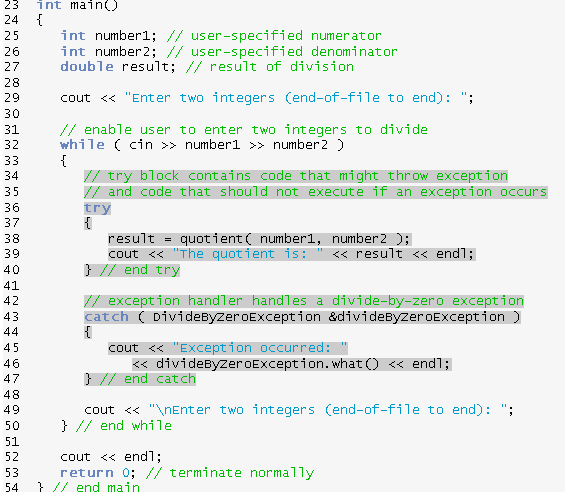 23 int main()
24 {
25    int number1; // user-specified numerator
26    int number2; // user-specified denominator
27    double result; // result of division
28
29    cout << "Enter two integers (end-of-file to end): ";
30
31    // enable user to enter two integers to divide
32    while ( cin >> number1 >> number2 )
33    {
34       // try block contains code that might throw exception
35       // and code that should not execute if an exception occurs
36       try
37       {
38          result = quotient( number1, number2 );
39          cout << "The quotient is: " << result << endl;
40       } // end try
41
42       // exception handler handles a divide-by-zero exception
43       catch ( DivideByZeroException &divideByZeroException )
44       {
45          cout << "Exception occurred: "
46             << divideByZeroException.what() << endl;
47       } // end catch
48
49       cout << "\nEnter two integers (end-of-file to end): ";
50    } // end while
51
52    cout << endl;
53    return 0; // terminate normally
54 } // end main